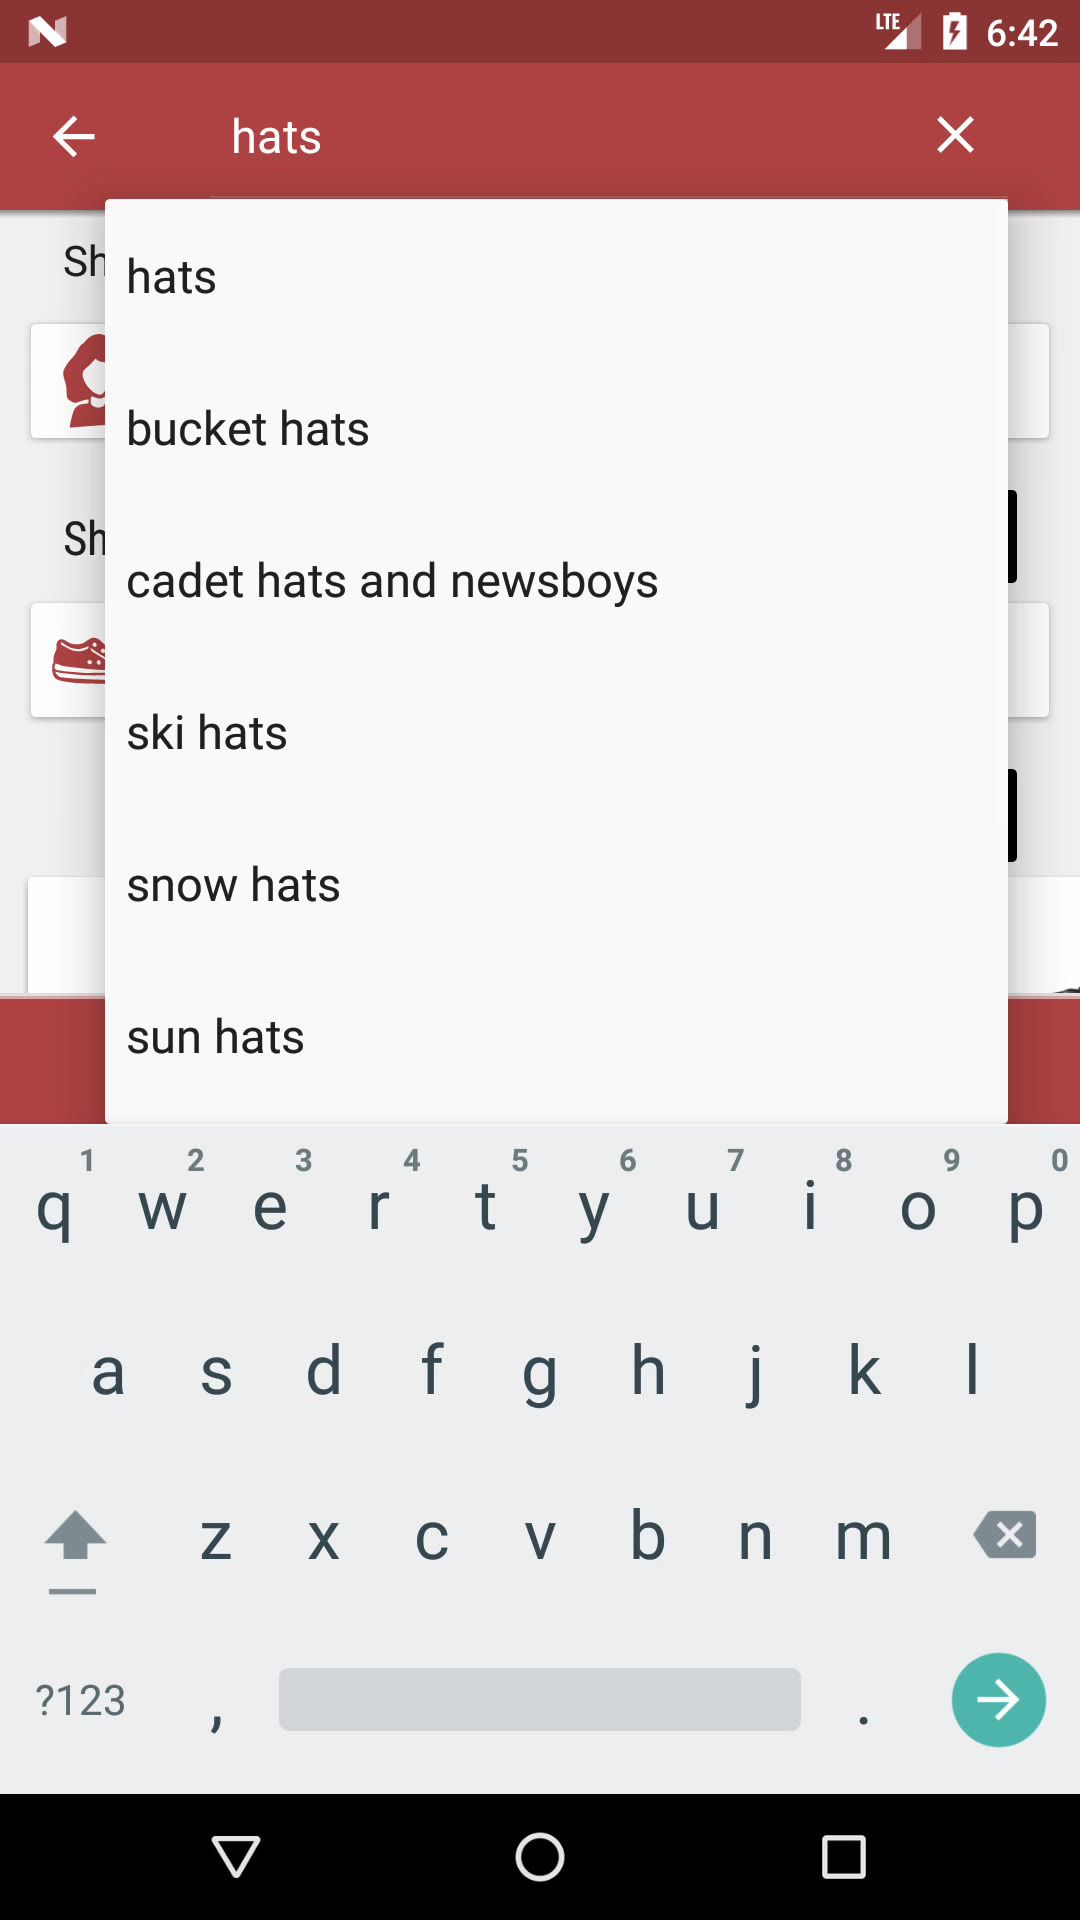 LTE 6:42
hats
Sh
hats
bucket hats
Sh
cadet hats and newsboys
ski hats
snow hats
sun hats
1 2 3 4 5 6 7 8 9 0
q w e r t y u i o p
a s d f g h j k l
z x c v b n m
?123 , .